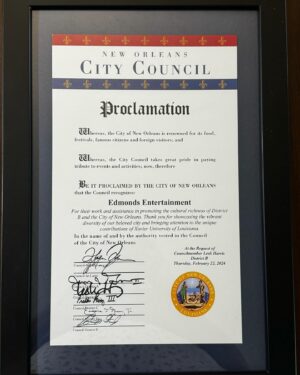 NEW ORLEANS
CITY COUNCIL
Proclamation
Whereas, the City of New Orleans is renowned for its food,
festivals, famous citizens and foreign visitors; and
Whereas, the City Council takes great pride in paying
tribute to events and activities; now, therefore
BE IT PROCLAIMED BY THE CITY OF NEW ORLEANS
that the Council recognizes:
Edmonds Entertainment
For their work and assistance in promoting the cultural richness of District
B and the City of New Orleans. Thank you for showcasing the vibrant
diversity of our beloved city and bringing attention to the unique
contributions of Xavier University of Louisiana
In the name of and by the authority vested in the Council
of the City of New Orleans.
At the Request of
Councilmember Lesli Harris
District B
Thursday, February 22, 2024